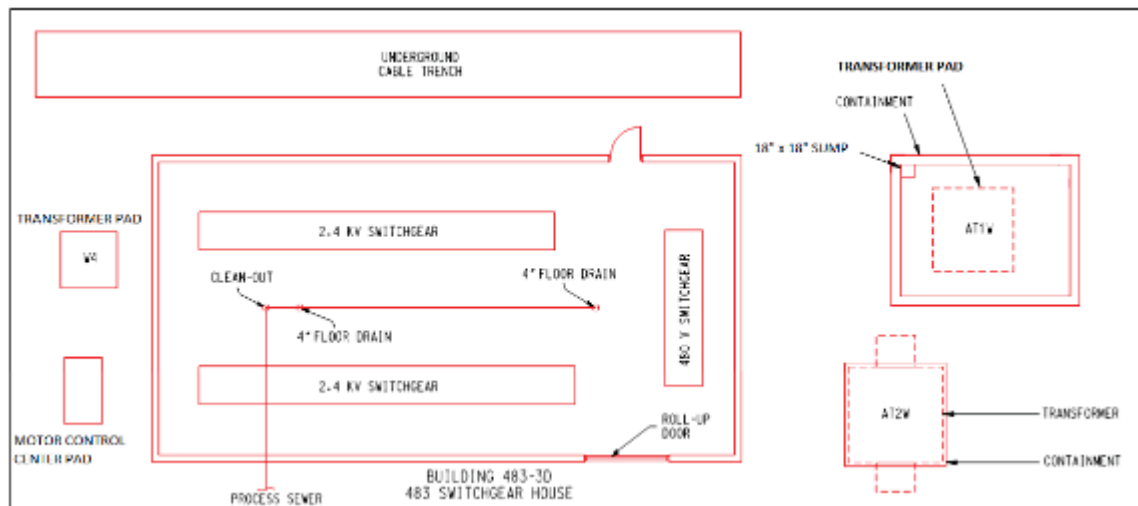 UNDERGROUND
CABLE TRENCH
TRANSFORMER PAD
CONTAINMENT
18" x 18" SUMP
AT1W
TRANSFORMER PAD
W4
2.4 KV SWITCHGEAR
CLEAN-OUT
4" FLOOR DRAIN
4" FLOOR DRAIN
480 V SWITCHGEAR
2.4 KV SWITCHGEAR
MOTOR CONTROL
CENTER PAD
ROLL-UP
DOOR
AT2W
TRANSFORMER
CONTAINMENT
BUILDING 483-3D
483 SWITCHGEAR HOUSE
PROCESS SEWER